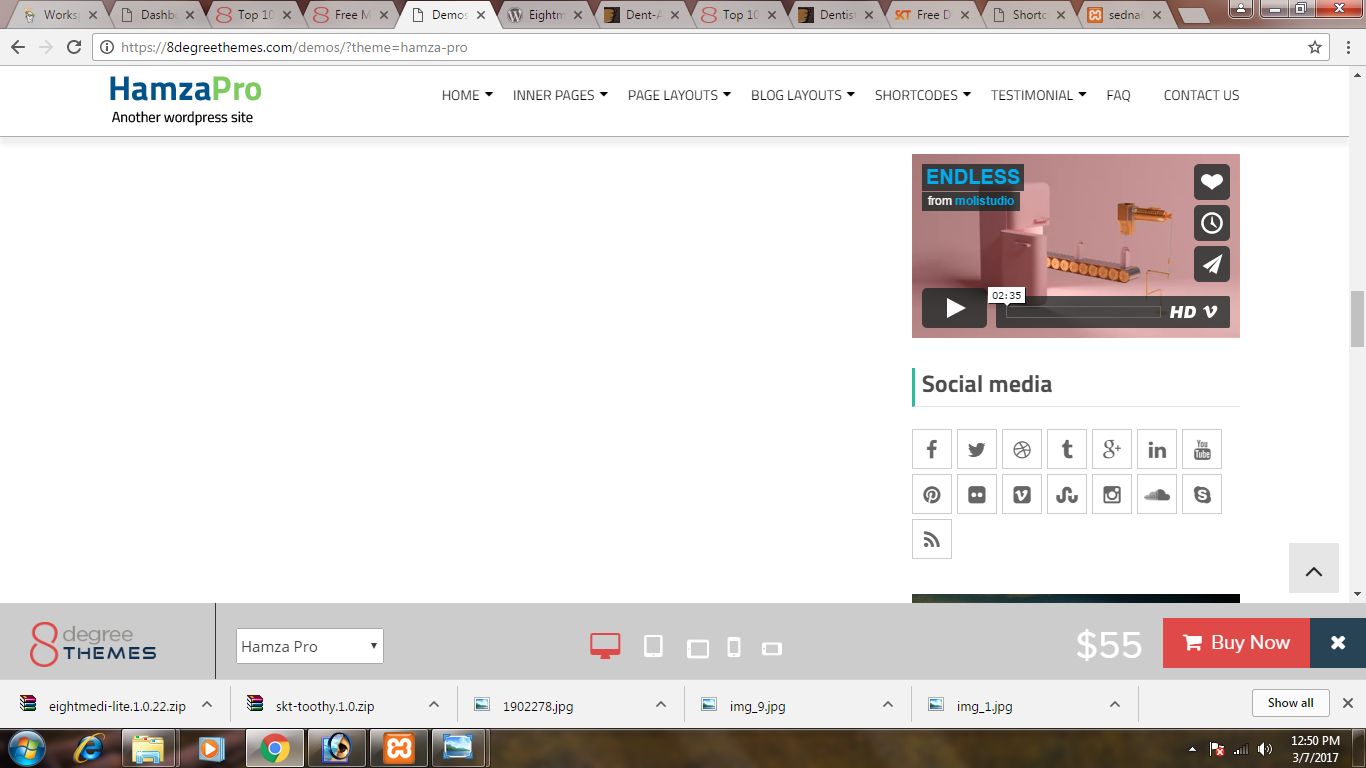 Works
Dashb
Top 10
Free M
Demos
Eightm
Dent-A
Top 10
Dentis
SKT Free D
Shortc
sedna
https://8degreethemes.com/demos/?theme=hamza-pro
HamzaPro
Another wordpress site
HOME INNER PAGES PAGE LAYOUTS BLOG LAYOUTS SHORTCODES TESTIMONIAL FAQ CONTACT US
ENDLESS
from molistudio
02:35
HD
Social media
You
Tube
8 degree
THEMES
Hamza Pro
$55
Buy Now
eightmedi-lite.1.0.22.zip
skt-toothy.1.0.zip
1902278.jpg
img_9.jpg
img_1.jpg
Show all
12:50 PM
3/7/2017